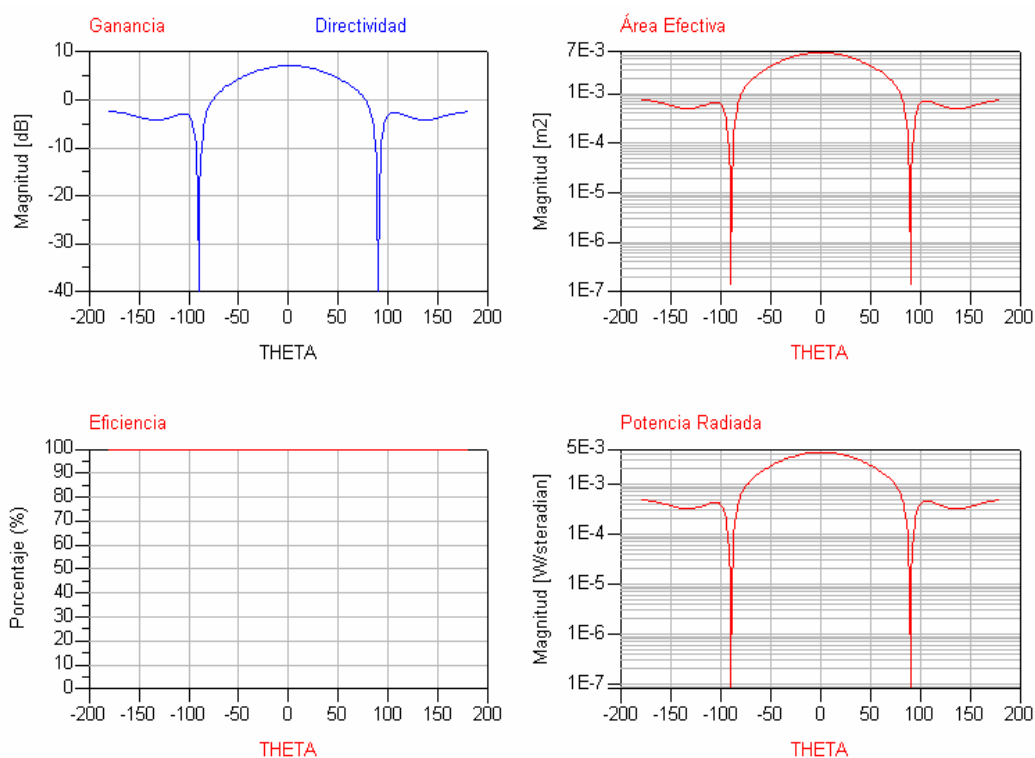 Ganancia Directividad
Magnitud [dB]
10
0
-10
-20
-30
-40
-200 -150 -100 -50 0 50 100 150 200
THETA
Área Efectiva
Magnitud [m2]
7E-3
1E-3
1E-4
1E-5
1E-6
1E-7
-200 -150 -100 -50 0 50 100 150 200
THETA
Eficiencia
Porcentaje (%)
100
90
80
70
60
50
40
30
20
10
0
-200 -150 -100 -50 0 50 100 150 200
THETA
Potencia Radiada
Magnitud [W/steradian]
5E-3
1E-3
1E-4
1E-5
1E-6
1E-7
-200 -150 -100 -50 0 50 100 150 200
THETA